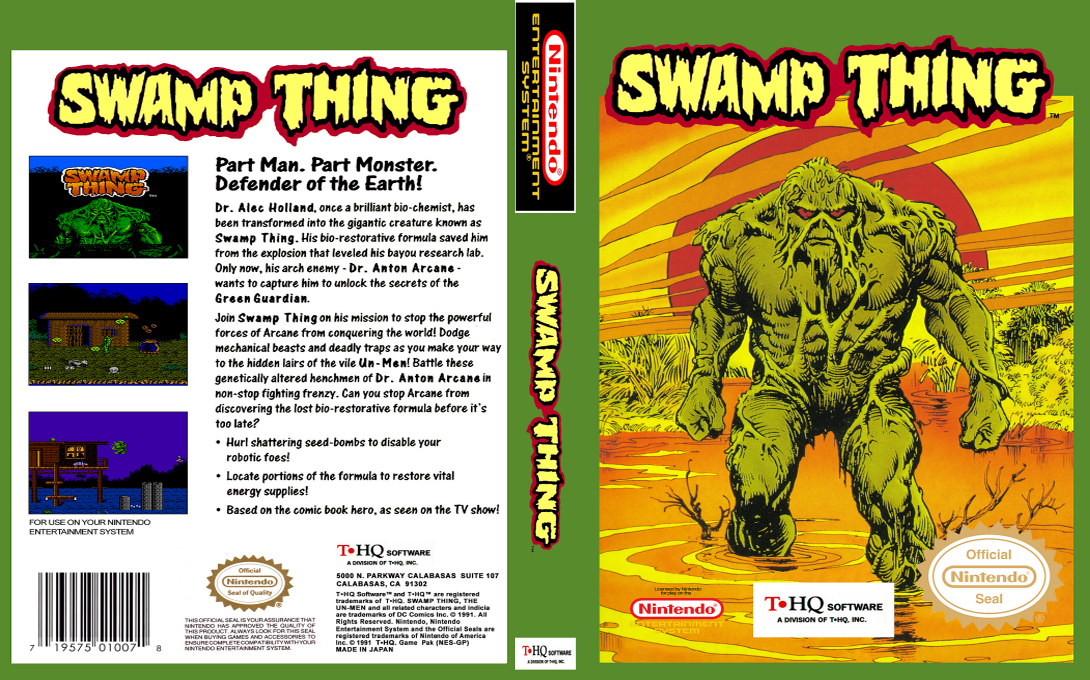 SWAMP THING
SWAMP
THING
Part Man. Part Monster.
Defender of the Earth!
Dr. Alec Holland, once a brilliant bio-chemist, has
been transformed into the gigantic creature known as
Swamp Thing. His bio-restorative formula saved him
from the explosion that leveled his bayou research lab.
Only now, his arch enemy - Dr. Anton Arcane -
wants to capture him to unlock the secrets of the
Green Guardian.
Join Swamp Thing on his mission to stop the powerful
forces of Arcane from conquering the world! Dodge
mechanical beasts and deadly traps as you make your way
to the hidden lairs of the vile Un-Men! Battle these
genetically altered henchmen of Dr. Anton Arcane in
non-stop fighting frenzy. Can you stop Arcane from
discovering the lost bio-restorative formula before it's
too late?
• Hurl shattering seed-bombs to disable your
robotic foes!
• Locate portions of the formula to restore vital
energy supplies!
• Based on the comic book hero, as seen on the TV show!
FOR USE ON YOUR NINTENDO
ENTERTAINMENT SYSTEM
7 19575 01007 8
Official
Nintendo
Seal of Quality
®
THIS OFFICIAL SEAL IS YOUR ASSURANCE THAT
NINTENDO HAS APPROVED THE QUALITY OF
THIS PRODUCT. ALWAYS LOOK FOR THIS SEAL
WHEN BUYING GAMES AND ACCESSORIES TO
ENSURE COMPLETE COMPATIBILITY WITH YOUR
NINTENDO ENTERTAINMENT SYSTEM.
T•HQ SOFTWARE
A DIVISION OF T•HQ, INC.
5000 N. PARKWAY CALABASAS SUITE 107
CALABASAS, CA 91302
T•HQ Software™ and T•HQ™ are registered
trademarks of T•HQ. SWAMP THING, THE
UN-MEN and all related characters and indicia
are trademarks of DC Comics Inc. © 1991. All
Rights Reserved. Nintendo, Nintendo
Entertainment System and the Official Seals are
registered trademarks of Nintendo of America
Inc. © 1991 T•HQ, Game Pak (NES-GP)
MADE IN JAPAN
Nintendo®
ENTERTAINMENT
SYSTEM®
SWAMP THING™
T•HQ SOFTWARE
A DIVISION OF T•HQ, INC.
SWAMP THING™
Licensed by Nintendo
for play on the
Nintendo®
ENTERTAINMENT
SYSTEM
T•HQ SOFTWARE
A DIVISION OF T•HQ, INC.
Official
Nintendo
Seal
®